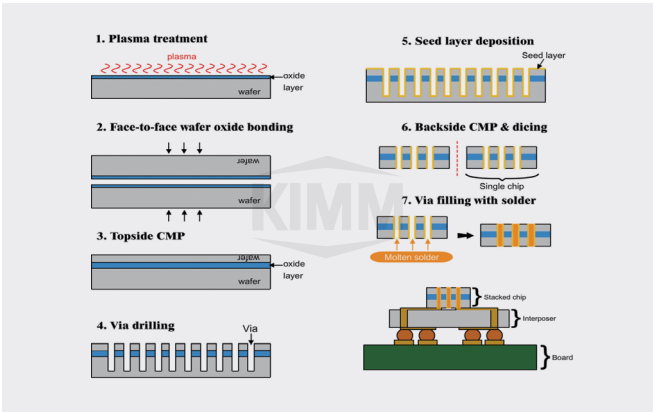 1. Plasma treatment
plasma
oxide
layer
wafer
2. Face-to-face wafer oxide bonding
wafer
wafer
3. Topside CMP
wafer
oxide
layer
wafer
4. Via drilling
Via
5. Seed layer deposition
Seed layer
6. Backside CMP & dicing
Single chip
7. Via filling with solder
Molten solder
Stacked chip
Interposer
Board
KIMM